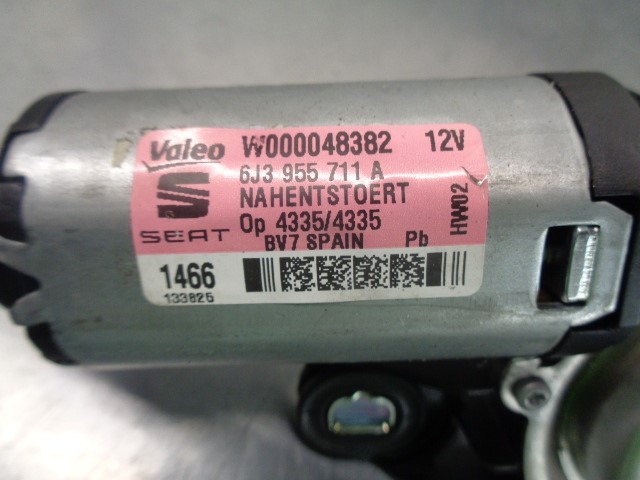 Valeo W000048382 12V
6J3 955 711 A
NAHENTSTOERT
Op 4335/4335
SEAT BV7 SPAIN Pb
HW02
1466
133825